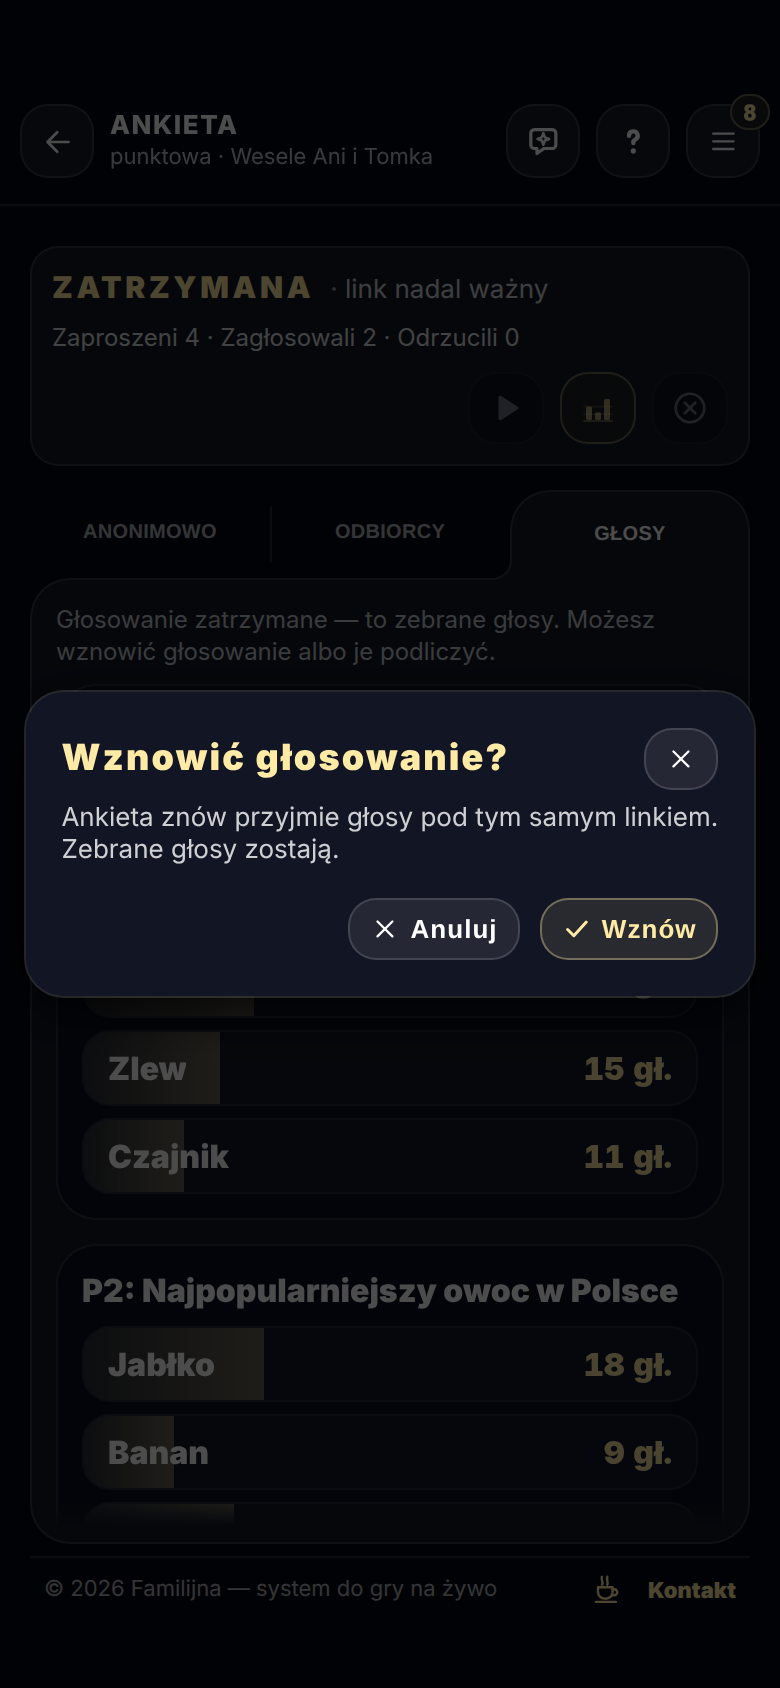 ANKIETA
8
punktowa · Wesele Ani i Tomka
ZATRZYMANA · link nadal ważny
Zaproszeni 4 · Zagłosowali 2 · Odrzucili 0
ANONIMOWO
ODBIORCY
GŁOSY
Głosowanie zatrzymane — to zebrane głosy. Możesz
wznowić głosowanie albo je podliczyć.
Wznowić głosowanie?
Ankieta znów przyjmie głosy pod tym samym linkiem.
Zebrane głosy zostają.
Anuluj
Wznów
Zlew 15 gł.
Czajnik 11 gł.
P2: Najpopularniejszy owoc w Polsce
Jabłko 18 gł.
Banan 9 gł.
© 2026 Familijna — system do gry na żywo
Kontakt